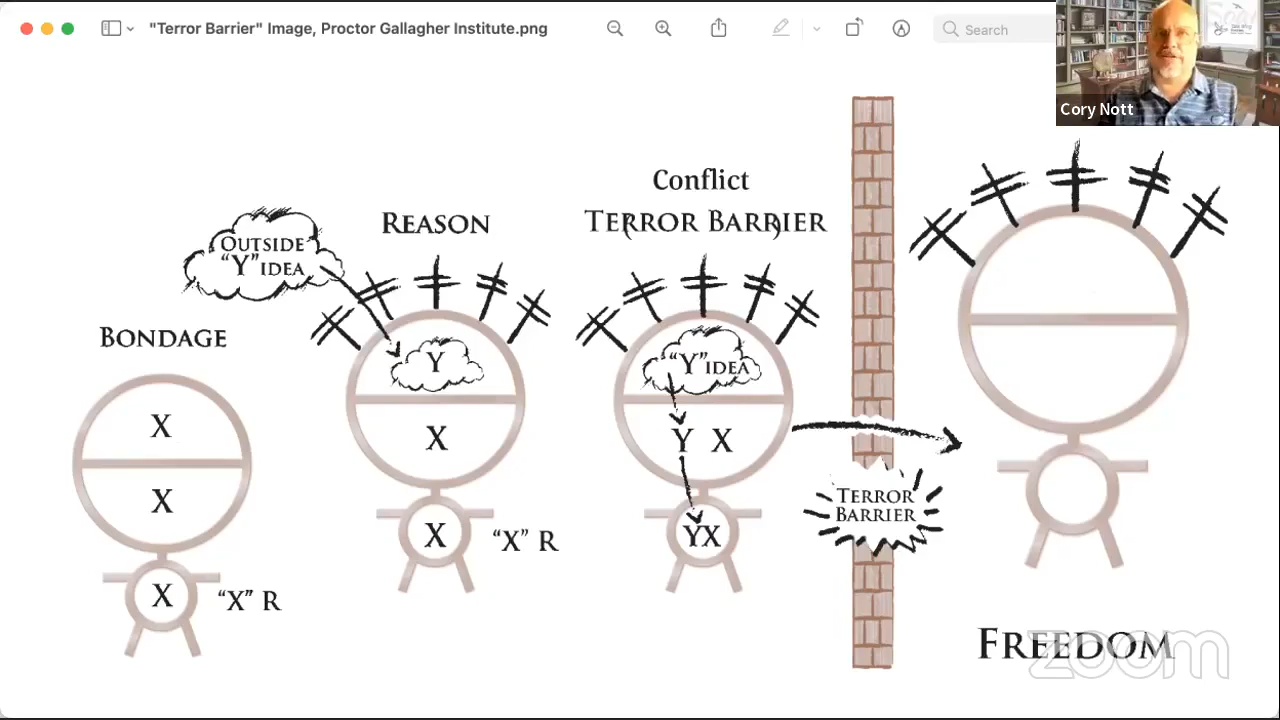 "Terror Barrier" Image, Proctor Gallagher Institute.png
Search
Cory Nott
Conflict
TERROR BARRIER
REASON
OUTSIDE
"Y" IDEA
BONDAGE
Y
"Y" IDEA
X
X
Y X
X
TERROR
BARRIER
X
"X" R
YX
X
"X" R
FREEDOM
zoom